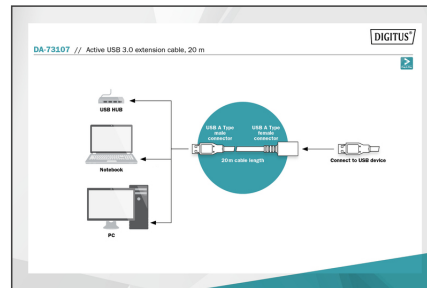 DIGITUS®
DA-73107 // Active USB 3.0 extension cable, 20 m
USB HUB
Notebook
PC
USB A Type
male
connector
USB A Type
female
connector
20m cable length
Connect to USB device